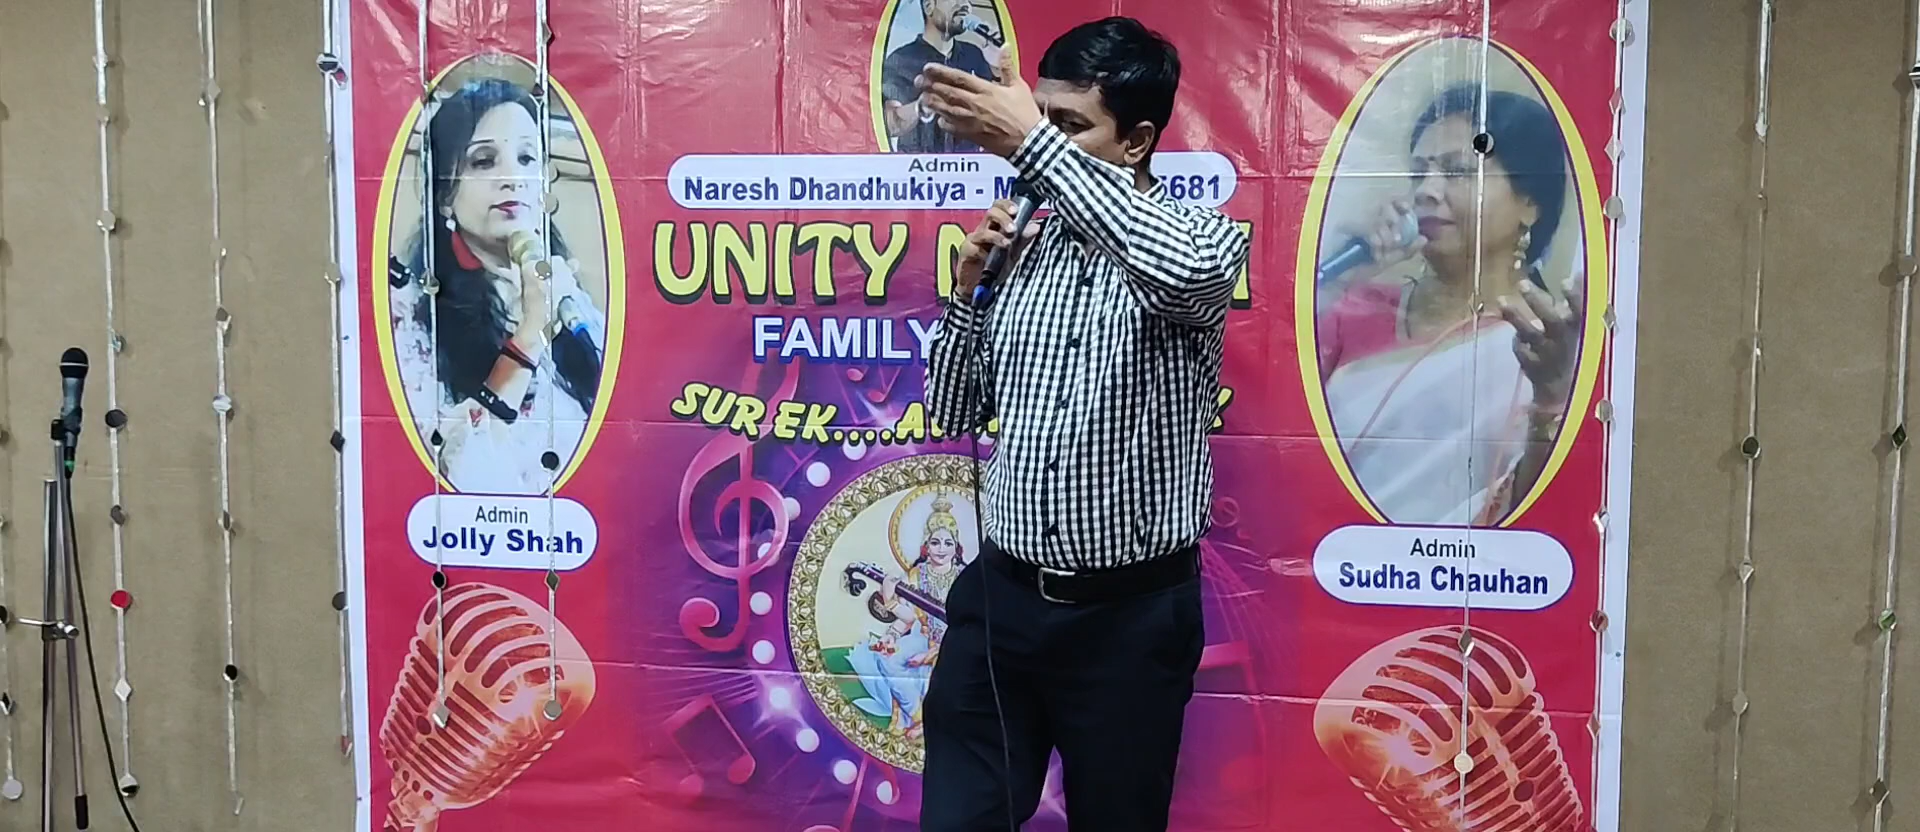 Admin
Naresh Dhandhukiya - 5681
UNITY
FAMILY
SUR EK....
Admin
Jolly Shah
Admin
Sudha Chauhan